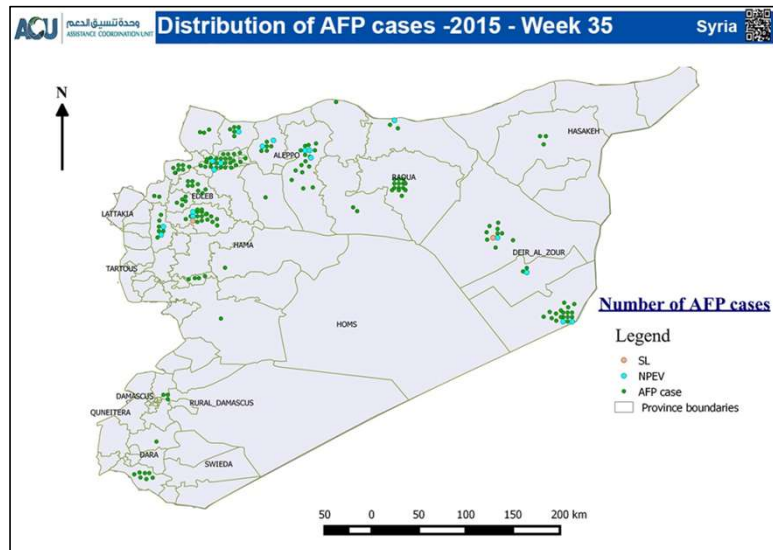 ACU
وحدة تنسيق الدعم
ASSISTANCE COORDINATION UNIT
Distribution of AFP cases -2015 - Week 35
Syria
N
HASAKEH
ALEPPO
RAQUA
EDLEB
LATTAKIA
HAMA
DEIR_AL_ZOUR
TARTOUS
HOMS
Number of AFP cases
Legend
SL
NPEV
AFP case
Province boundaries
DAMASCUS
RURAL_DAMASCUS
QUNEITERA
DARA
SWIEDA
50 0 50 100 150 200 km